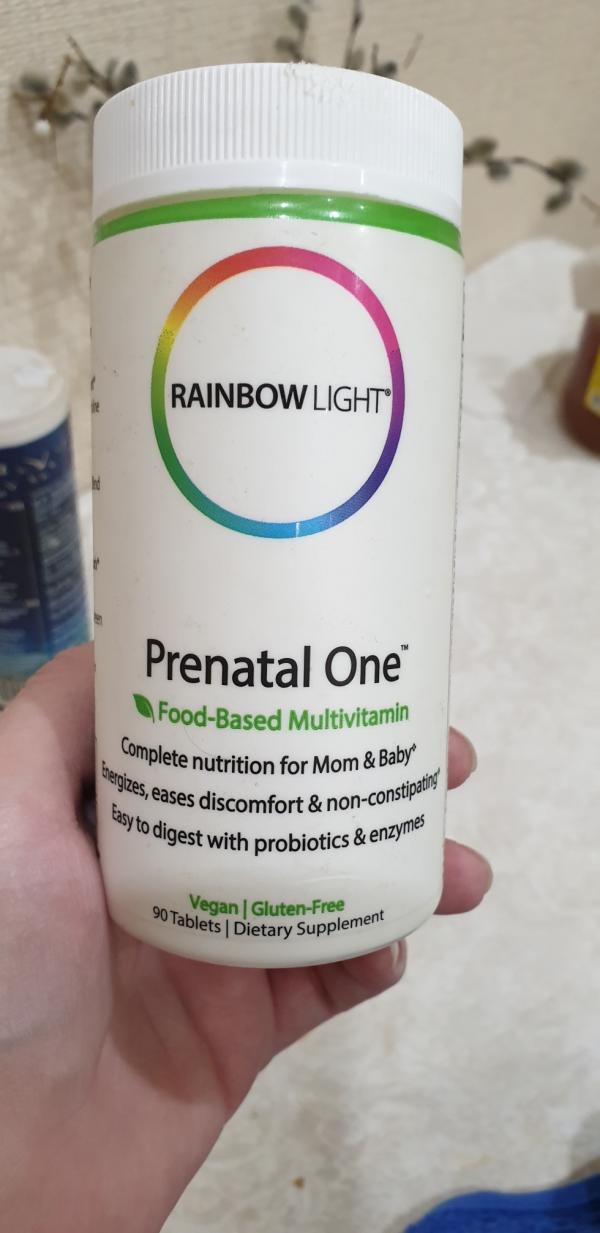 RAINBOW LIGHT®
Prenatal One™
Food-Based Multivitamin
Complete nutrition for Mom & Baby⁺
Energizes, eases discomfort & non-constipating⁺
Easy to digest with probiotics & enzymes
Vegan | Gluten-Free
90 Tablets | Dietary Supplement